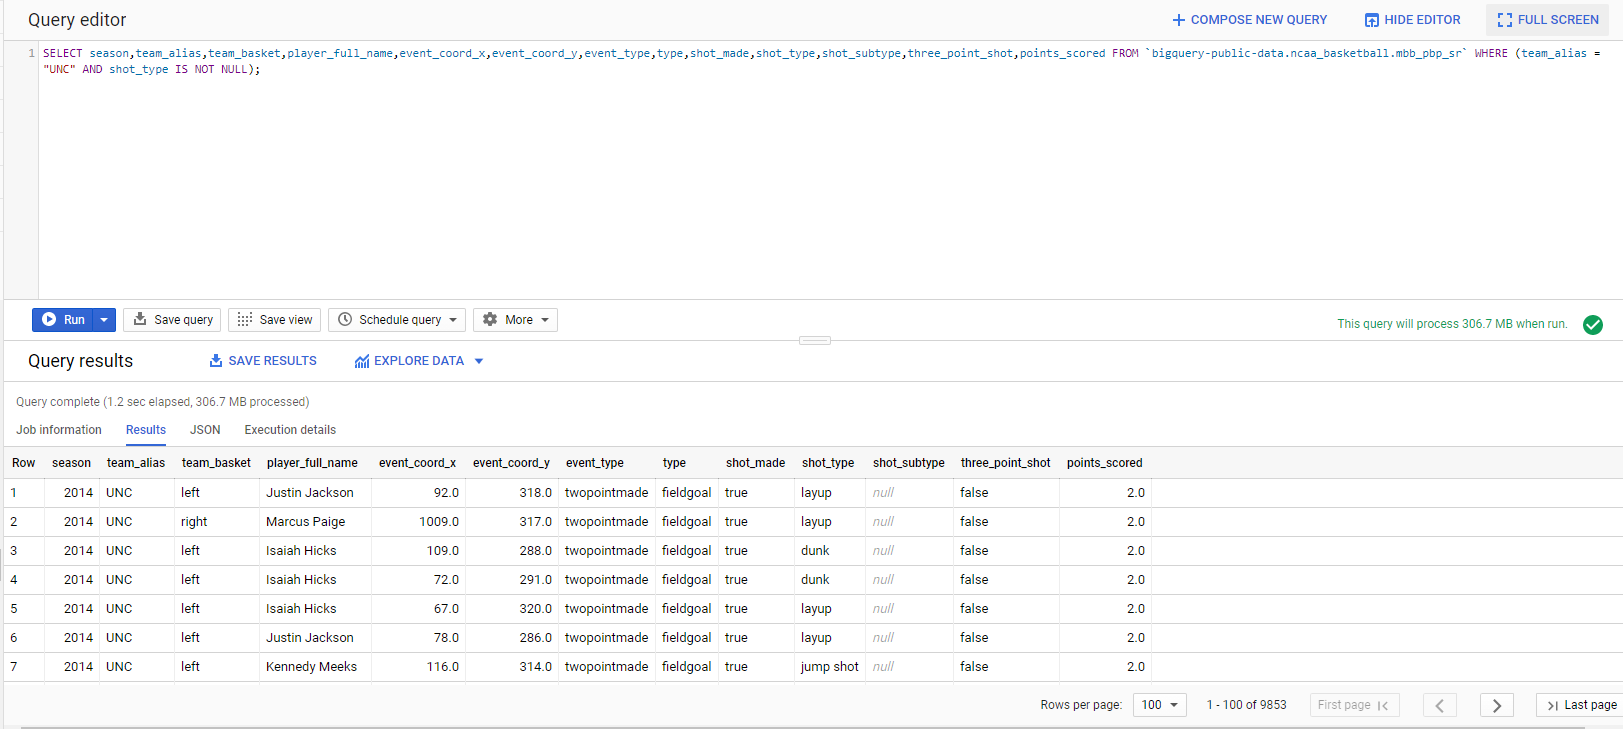 Query editor
COMPOSE NEW QUERY HIDE EDITOR FULL SCREEN
1 SELECT season,team_alias,team_basket,player_full_name,event_coord_x,event_coord_y,event_type,type,shot_made,shot_type,shot_subtype,three_point_shot,points_scored FROM `bigquery-public-data.ncaa_basketball.mbb_pbp_sr` WHERE (team_alias =
"UNC" AND shot_type IS NOT NULL);
Run Save query Save view Schedule query More This query will process 306.7 MB when run.
Query results SAVE RESULTS EXPLORE DATA
Query complete (1.2 sec elapsed, 306.7 MB processed)
Job information Results JSON Execution details
Row season team_alias team_basket player_full_name event_coord_x event_coord_y event_type type shot_made shot_type shot_subtype three_point_shot points_scored
1 2014 UNC left Justin Jackson 92.0 318.0 twopointmade fieldgoal true layup null false 2.0
2 2014 UNC right Marcus Paige 1009.0 317.0 twopointmade fieldgoal true layup null false 2.0
3 2014 UNC left Isaiah Hicks 109.0 288.0 twopointmade fieldgoal true dunk null false 2.0
4 2014 UNC left Isaiah Hicks 72.0 291.0 twopointmade fieldgoal true dunk null false 2.0
5 2014 UNC left Isaiah Hicks 67.0 320.0 twopointmade fieldgoal true layup null false 2.0
6 2014 UNC left Justin Jackson 78.0 286.0 twopointmade fieldgoal true layup null false 2.0
7 2014 UNC left Kennedy Meeks 116.0 314.0 twopointmade fieldgoal true jump shot null false 2.0
Rows per page: 100 1 - 100 of 9853 First page Last page